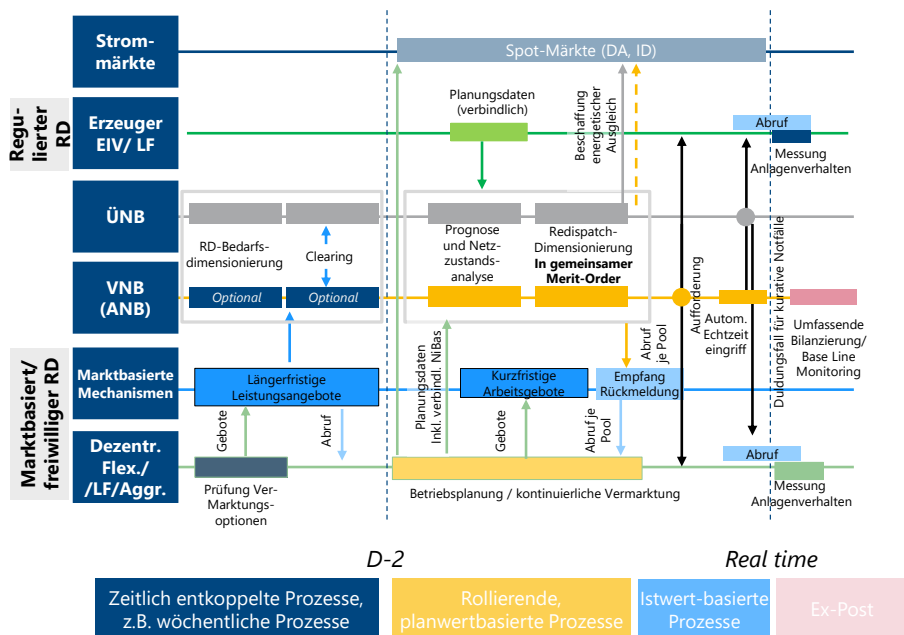 Strom-
märkte
Spot-Märkte (DA, ID)
Regu-
lierter
RD
Erzeuger
EIV/ LF
Planungsdaten
(verbindlich)
Beschaffung
energetischer
Ausgleich
Abruf
Messung
Anlagenverhalten
ÜNB
RD-Bedarfs-
dimensionierung
Clearing
Prognose
und Netz-
zustands-
analyse
Redispatch-
Dimensionierung
In gemeinsamer
Merit-Order
VNB
(ANB)
Optional
Optional
Aufforderung
Autom.
Echtzeit
eingriff
Duldungsfall für kurative Notfälle
Umfassende
Bilanzierung/
Base Line
Monitoring
Marktbasiert/
freiwilliger RD
Marktbasierte
Mechanismen
Längerfristige
Leistungsangebote
Planungsdaten
Inkl. verbindl. NiBas
Kurzfristige
Arbeitsgebote
Abruf
je Pool
Empfang
Rückmeldung
Gebote
Abruf
Gebote
Abruf je
Pool
Dezentr.
Flex./
/LF/Aggr.
Prüfung Ver-
Marktungs-
optionen
Betriebsplanung / kontinuierliche Vermarktung
Abruf
Messung
Anlagenverhalten
D-2
Real time
Zeitlich entkoppelte Prozesse,
z.B. wöchentliche Prozesse
Rollierende,
planwertbasierte Prozesse
Istwert-basierte
Prozesse
Ex-Post